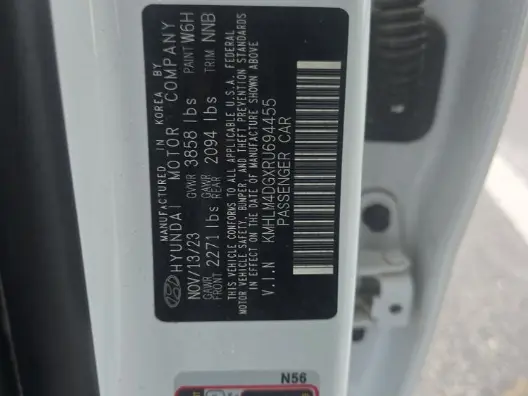 MANUFACTURED IN KOREA BY
HYUNDAI MOTOR COMPANY
NOV/13/23 GVWR 3858 lbs PAINT W6H
GAWR FRONT 2271 lbs GAWR REAR 2094 lbs TRIM NNB
THIS VEHICLE CONFORMS TO ALL APPLICABLE U.S.A. FEDERAL
MOTOR VEHICLE SAFETY, BUMPER, AND THEFT PREVENTION STANDARDS
IN EFFECT ON THE DATE OF MANUFACTURE SHOWN ABOVE
V.I.N KMHLM4DGXRU694455
PASSENGER CAR
N56